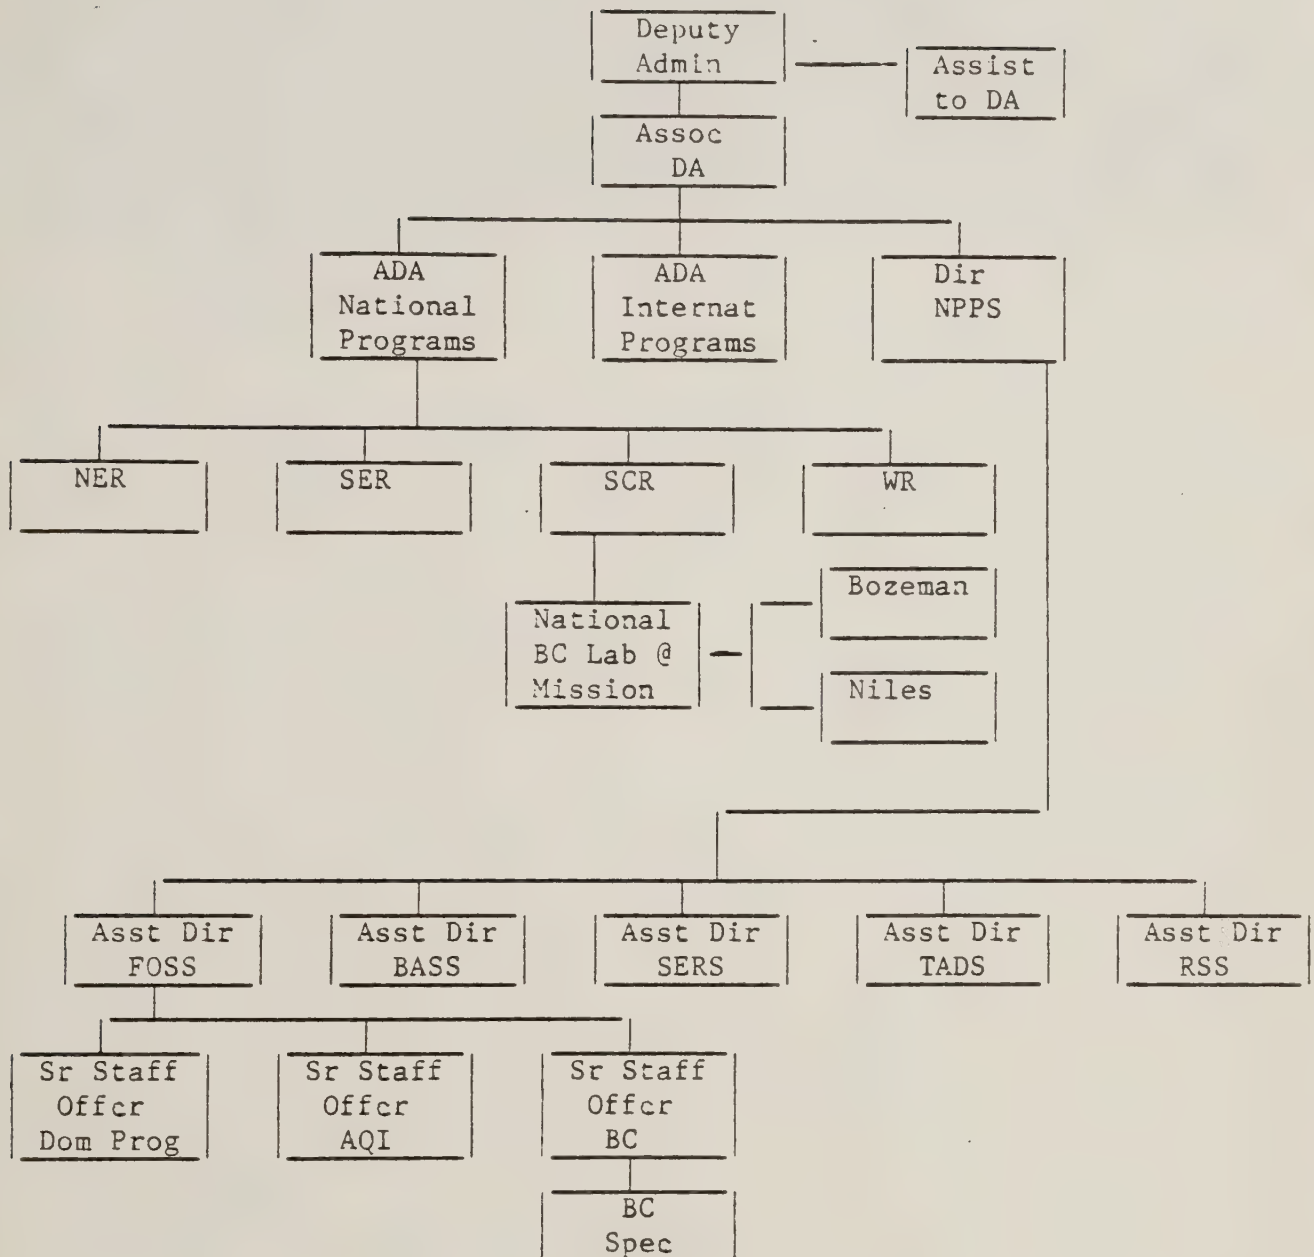 Deputy
Admin
Assist
to DA
Assoc
DA
ADA
National
Programs
ADA
Internat
Programs
Dir
NPPS
NER
SER
SCR
WR
National
BC Lab @
Mission
Bozeman
Niles
Asst Dir
FOSS
Asst Dir
BASS
Asst Dir
SERS
Asst Dir
TADS
Asst Dir
RSS
Sr Staff
Offcr
Dom Prog
Sr Staff
Offcr
AQI
Sr Staff
Offcr
BC
BC
Spec